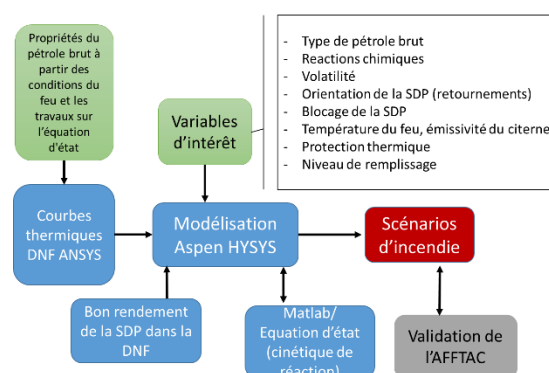 Propriétés du
pétrole brut à
partir des
conditions du
feu et les
travaux sur
l'équation
d'état
Variables
d'intérêt
- Type de pétrole brut
- Reactions chimiques
- Volatilité
- Orientation de la SDP (retournements)
- Blocage de la SDP
- Température du feu, émissivité du citerne
- Protection thermique
- Niveau de remplissage
Courbes
thermiques
DNF ANSYS
Modélisation
Aspen HYSYS
Scénarios
d'incendie
Bon rendement
de la SDP dans la
DNF
Matlab/
Equation d'état
(cinétique de
réaction)
Validation de
l'AFFTAC